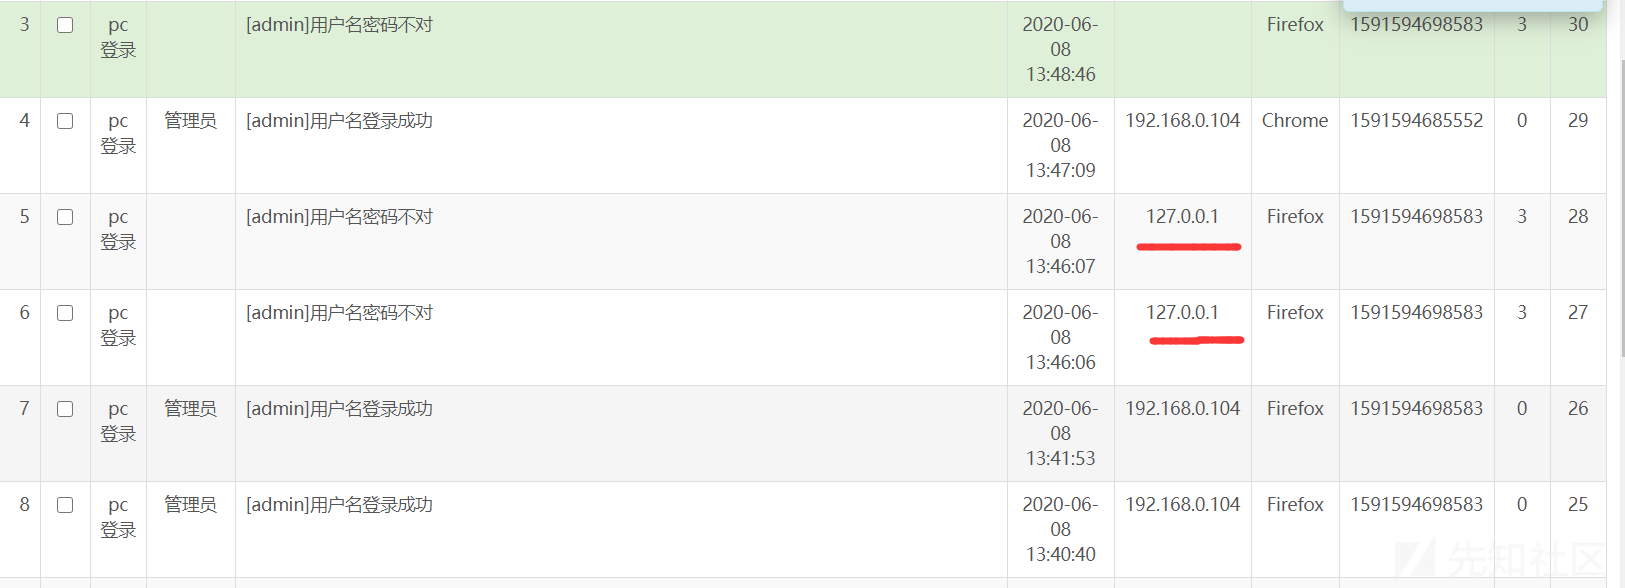 3 pc [admin]用户名密码不对 2020-06- Firefox 1591594698583 3 30
登录 08
13:48:46
4 pc 管理员 [admin]用户名登录成功 2020-06- 192.168.0.104 Chrome 1591594685552 0 29
登录 08
13:47:09
5 pc [admin]用户名密码不对 2020-06- 127.0.0.1 Firefox 1591594698583 3 28
登录 08
13:46:07
6 pc [admin]用户名密码不对 2020-06- 127.0.0.1 Firefox 1591594698583 3 27
登录 08
13:46:06
7 pc 管理员 [admin]用户名登录成功 2020-06- 192.168.0.104 Firefox 1591594698583 0 26
登录 08
13:41:53
8 pc 管理员 [admin]用户名登录成功 2020-06- 192.168.0.104 Firefox 1591594698583 0 25
登录 08
13:40:40
先知社区